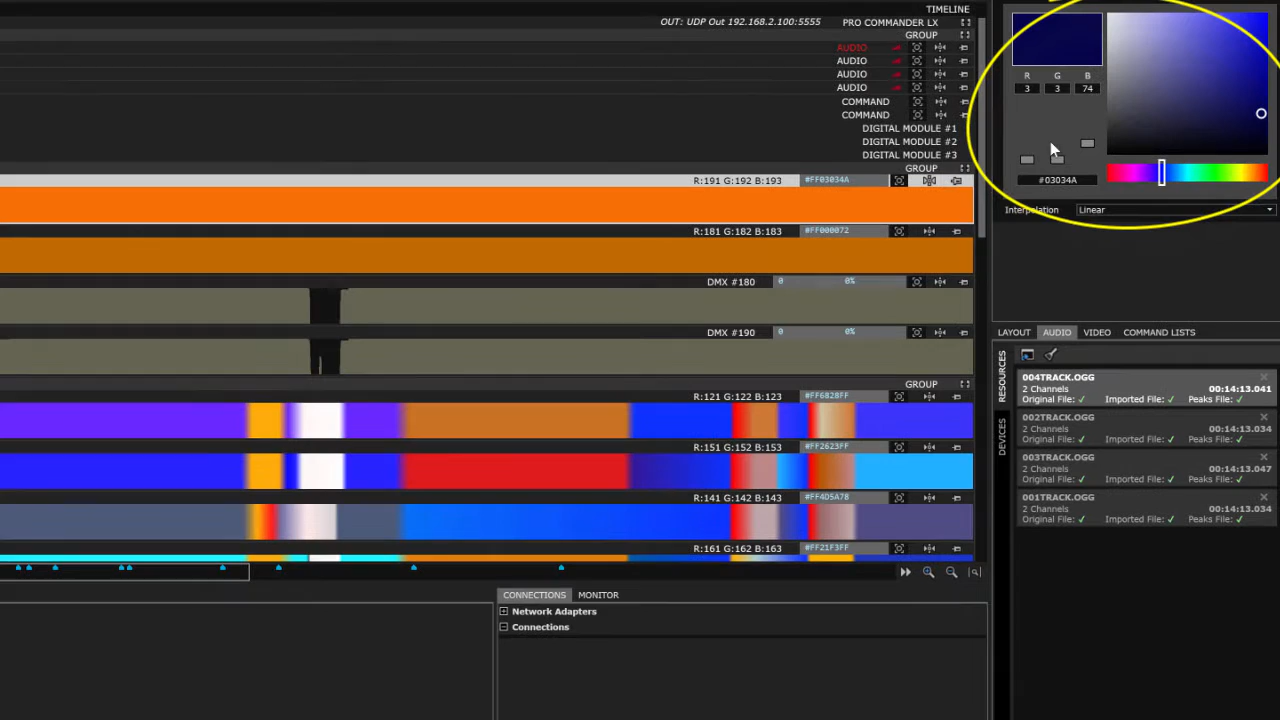 TIMELINE
OUT: UDP Out 192.168.2.100:5555 PRO COMMANDER LX
GROUP
AUDIO
AUDIO
AUDIO
AUDIO
COMMAND
COMMAND
DIGITAL MODULE #1
DIGITAL MODULE #2
DIGITAL MODULE #3
GROUP
R:191 G:192 B:193 #FF03034A
R:181 G:182 B:183 #FF000072
DMX #180 0 0%
DMX #190 0 0%
GROUP
R:121 G:122 B:123 #FF6828FF
R:151 G:152 B:153 #FF2623FF
R:141 G:142 B:143 #FF4D5A78
R:161 G:162 B:163 #FF21F3FF
R G B
3 3 74
#03034A
Interpolation Linear
LAYOUT AUDIO VIDEO COMMAND LISTS
RESOURCES
DEVICES
004TRACK.OGG
2 Channels 00:14:13.041
Original File: ✓ Imported File: ✓ Peaks File: ✓
002TRACK.OGG
2 Channels 00:14:13.034
Original File: ✓ Imported File: ✓ Peaks File: ✓
003TRACK.OGG
2 Channels 00:14:13.047
Original File: ✓ Imported File: ✓ Peaks File: ✓
001TRACK.OGG
2 Channels 00:14:13.034
Original File: ✓ Imported File: ✓ Peaks File: ✓
CONNECTIONS MONITOR
Network Adapters
Connections